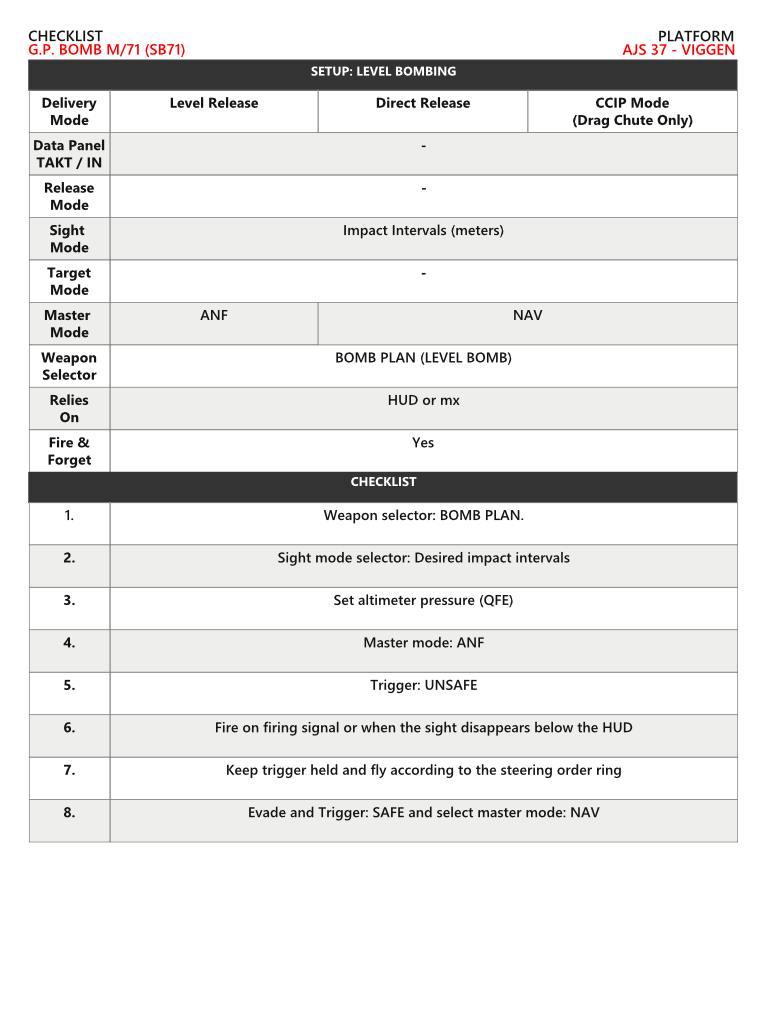 CHECKLIST
PLATFORM
G.P. BOMB M/71 (SB71)
AJS 37 - VIGGEN
SETUP: LEVEL BOMBING
Delivery
Mode
Level Release
Direct Release
CCIP Mode
(Drag Chute Only)
Data Panel
TAKT / IN
-
Release
Mode
-
Sight
Mode
Impact Intervals (meters)
Target
Mode
-
Master
Mode
ANF
NAV
Weapon
Selector
BOMB PLAN (LEVEL BOMB)
Relies
On
HUD or mx
Fire &
Forget
Yes
CHECKLIST
1.
Weapon selector: BOMB PLAN.
2.
Sight mode selector: Desired impact intervals
3.
Set altimeter pressure (QFE)
4.
Master mode: ANF
5.
Trigger: UNSAFE
6.
Fire on firing signal or when the sight disappears below the HUD
7.
Keep trigger held and fly according to the steering order ring
8.
Evade and Trigger: SAFE and select master mode: NAV